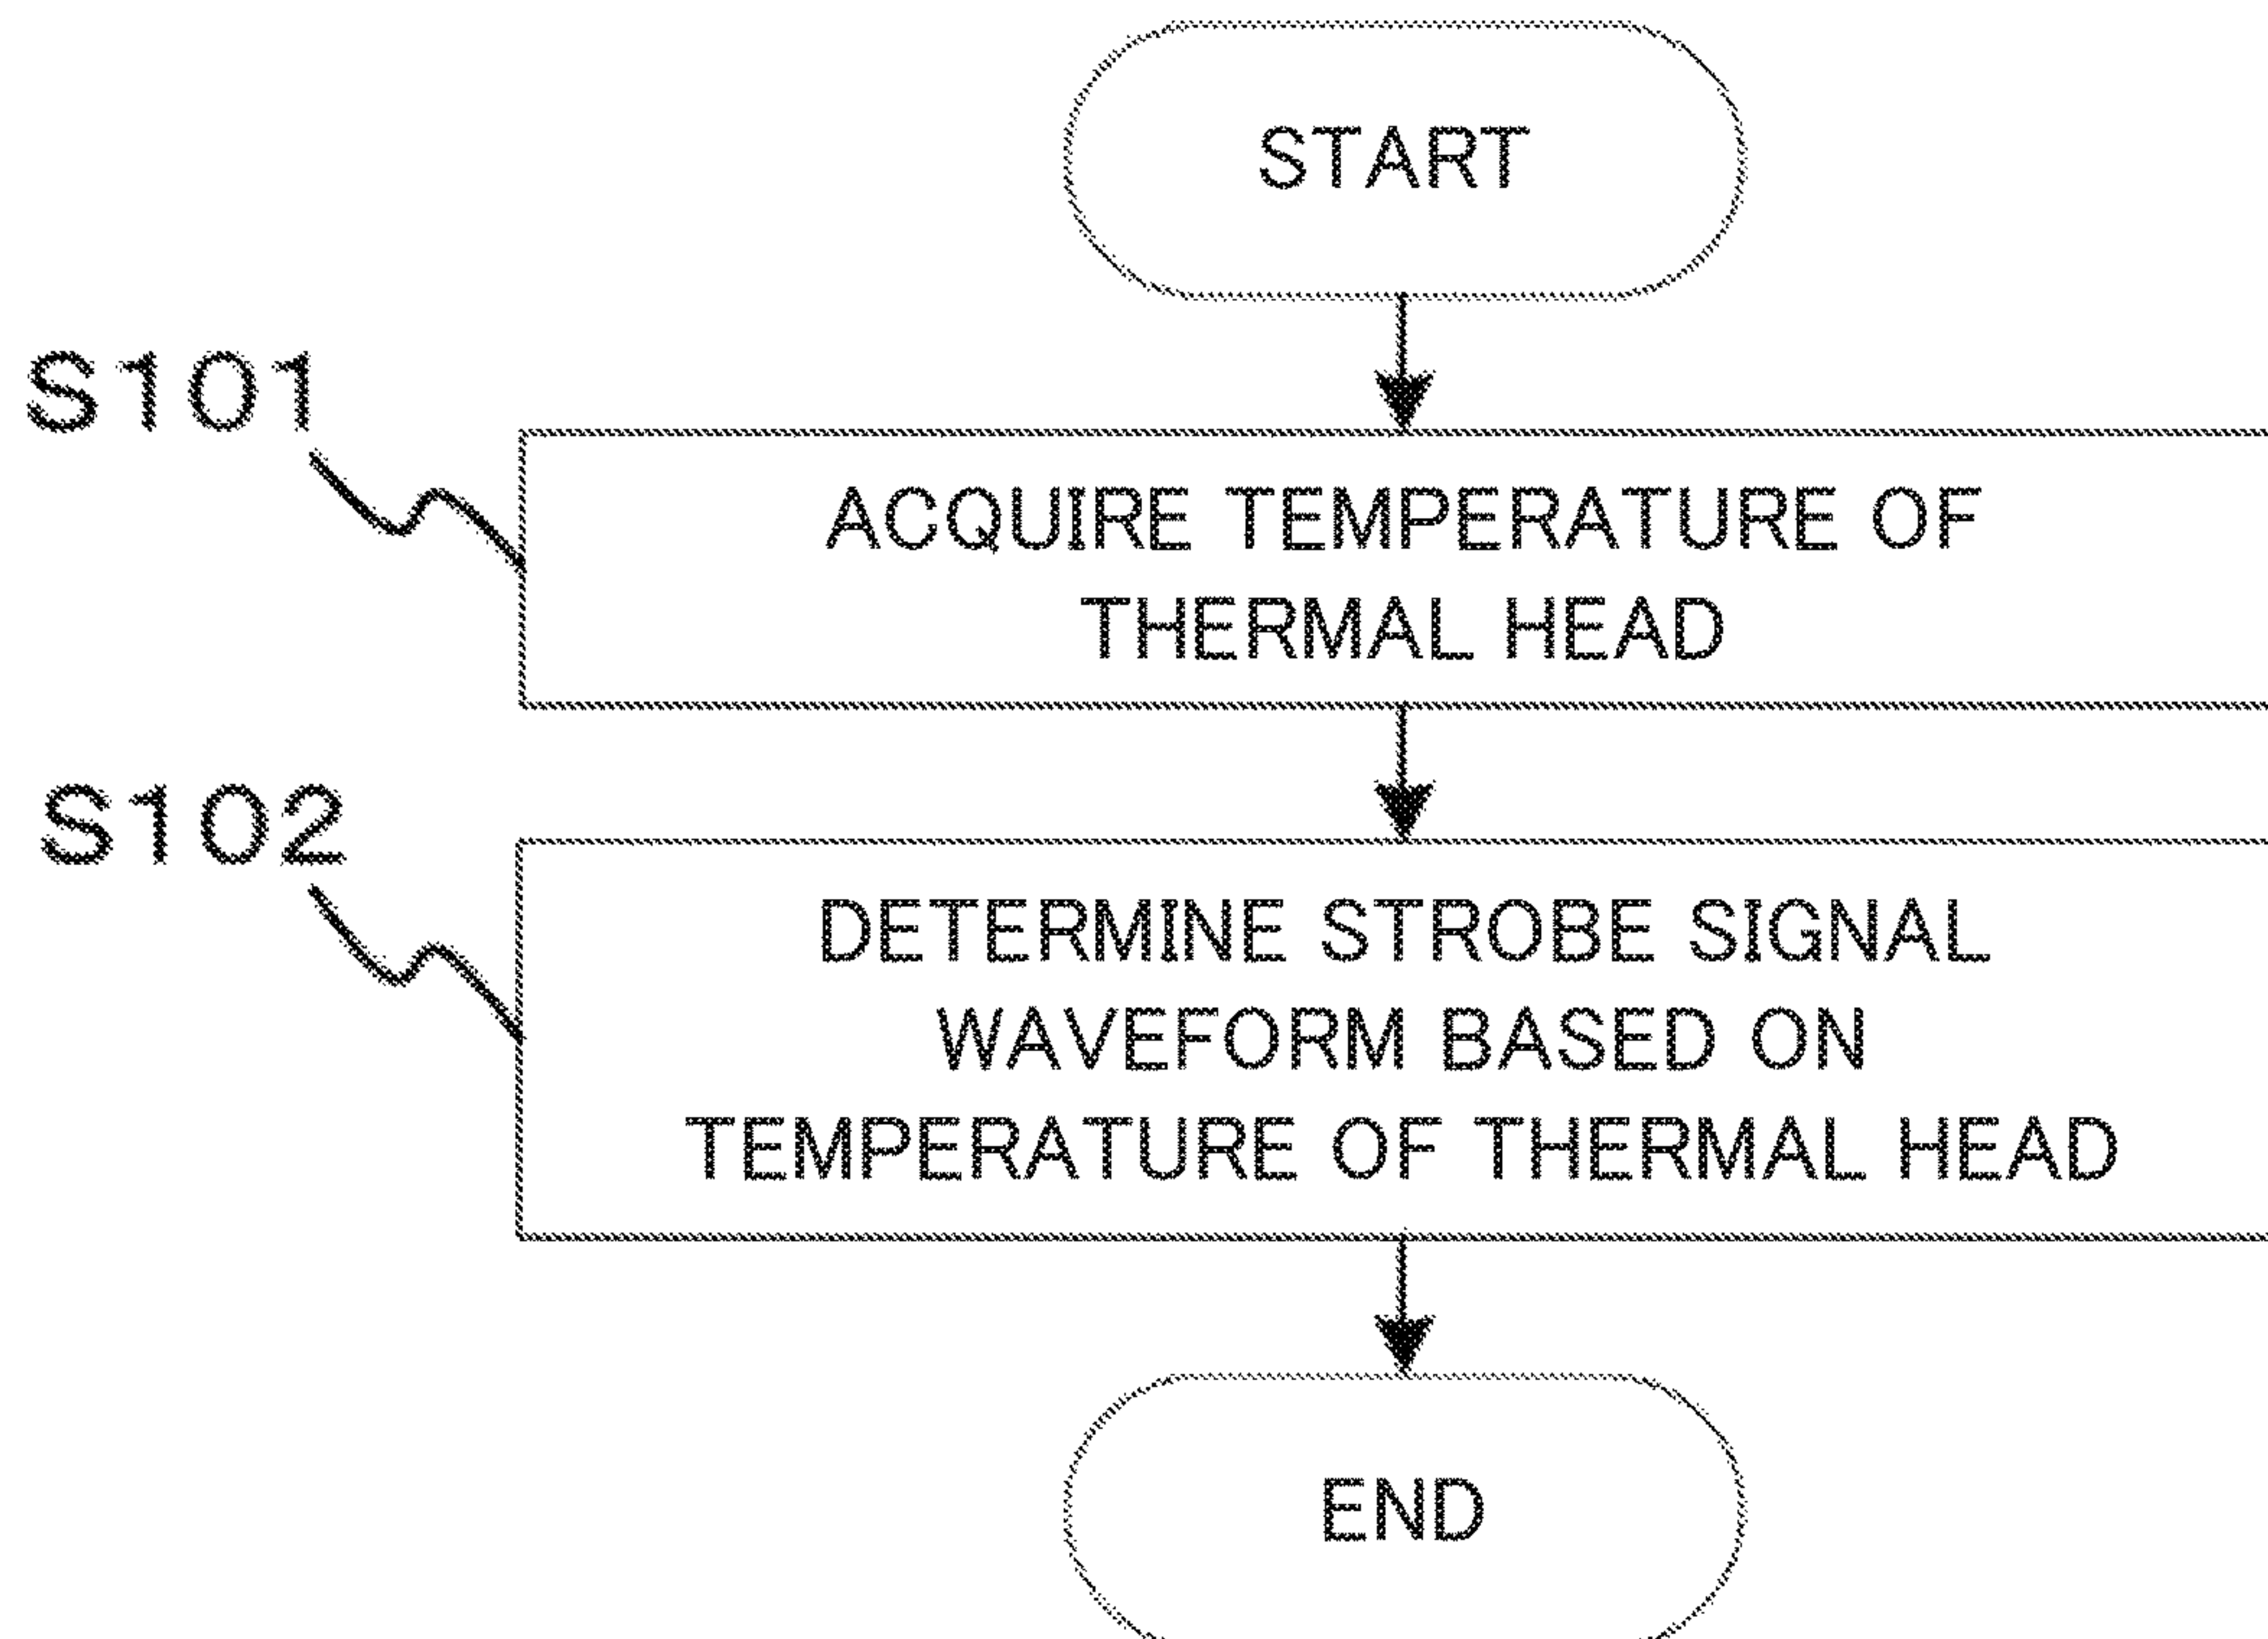 START
S101
ACQUIRE TEMPERATURE OF
THERMAL HEAD
S102
DETERMINE STROBE SIGNAL
WAVEFORM BASED ON
TEMPERATURE OF THERMAL HEAD
END